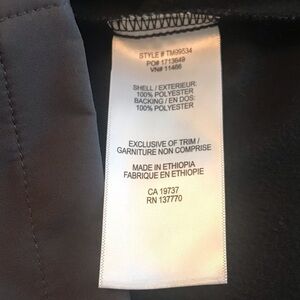 STYLE # TM39534
PO# 1713649
VN# 11466
SHELL / EXTERIEUR:
100% POLYESTER
BACKING / EN DOS:
100% POLYESTER
EXCLUSIVE OF TRIM /
GARNITURE NON COMPRISE
MADE IN ETHIOPIA
FABRIQUE EN ETHIOPIE
CA 19737
RN 137770